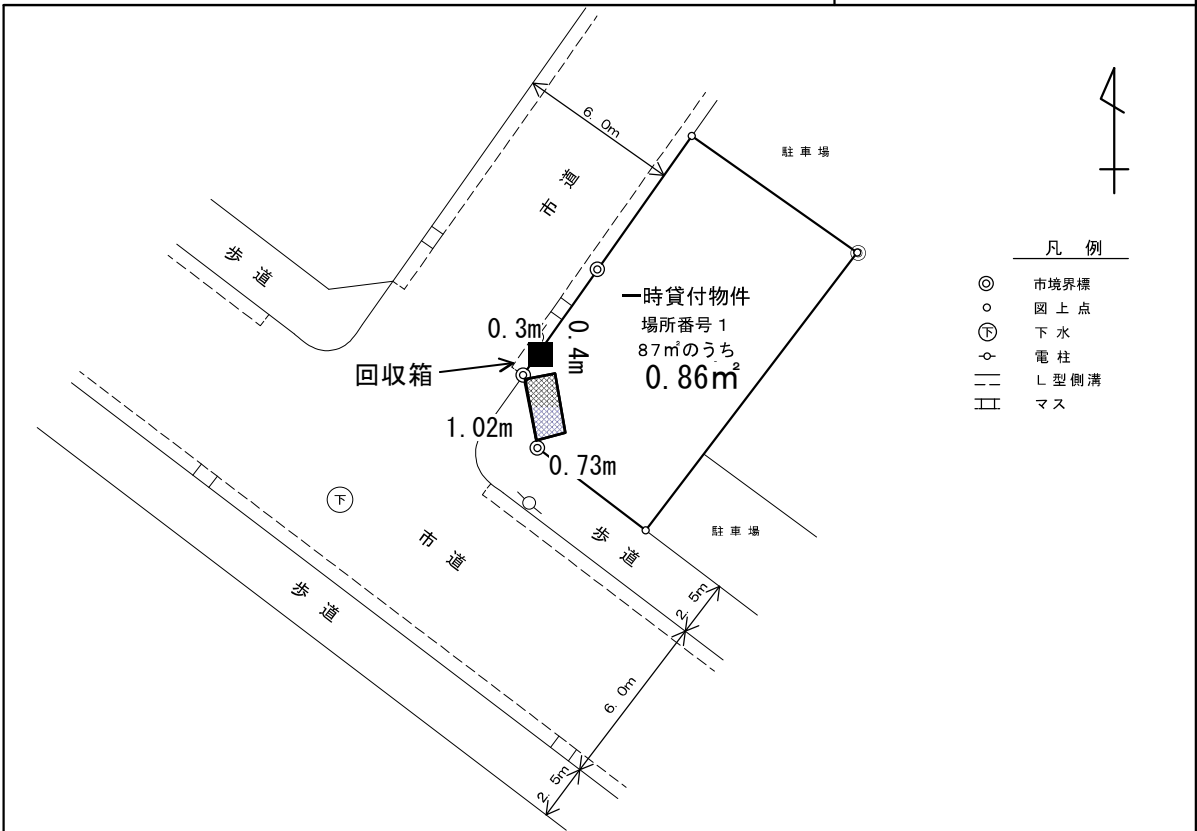 6.0m
駐車場
市道
歩道
凡例
一時貸付物件
場所番号1
87㎡のうち
0.86㎡
◎ 市境界標
○ 図上点
下 下水
電柱
L型側溝
マス
0.3m
0.4m
回収箱
1.02m
0.73m
下
市道
歩道
駐車場
歩道
2.5m
6.0m
2.5m